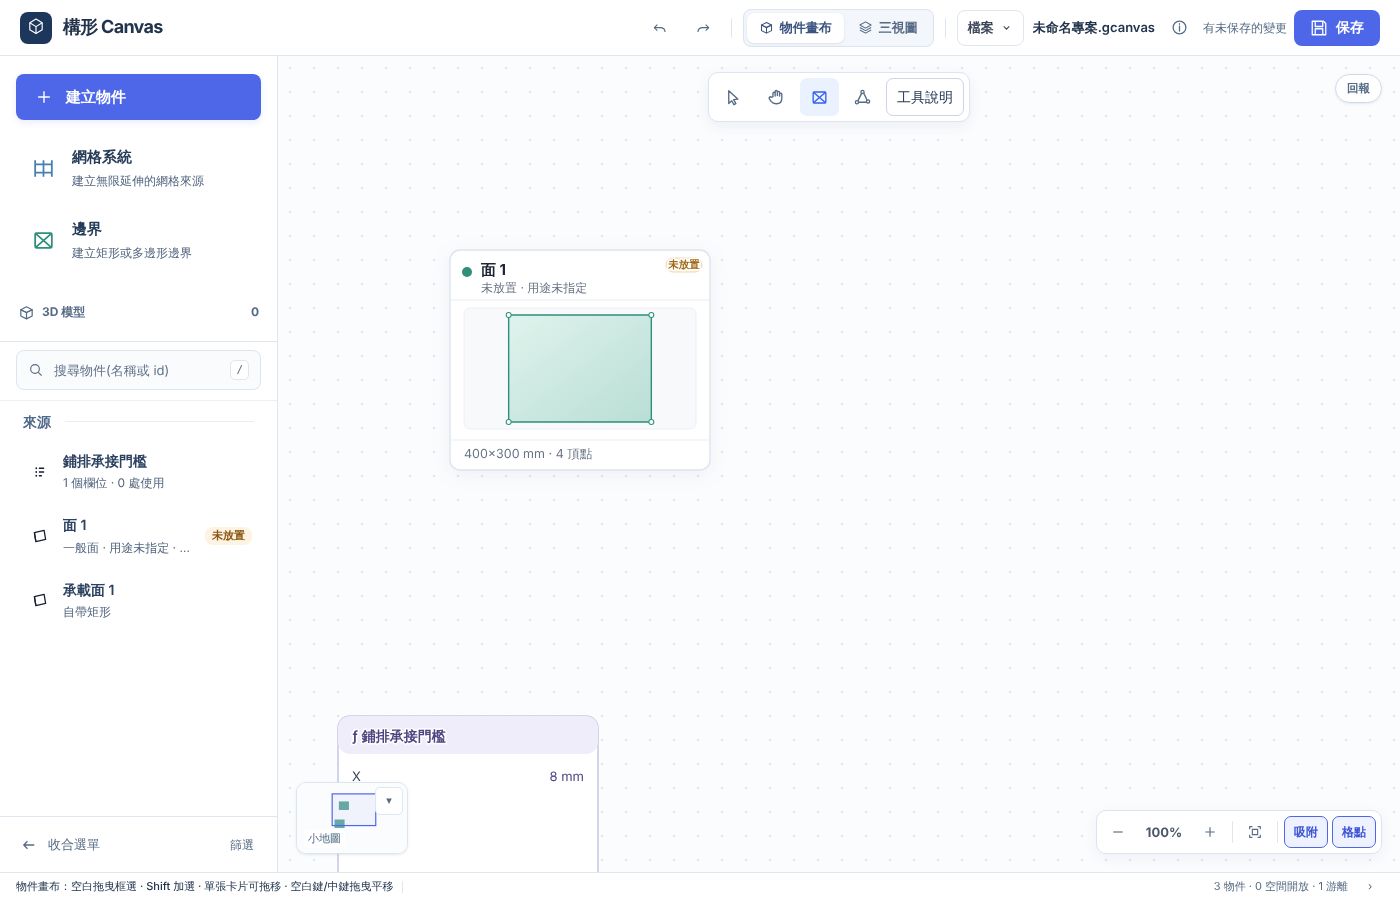 構形 Canvas
物件畫布
三視圖
檔案
未命名專案.gcanvas
有未保存的變更
保存
建立物件
工具說明
回報
網格系統
建立無限延伸的網格來源
邊界
建立矩形或多邊形邊界
3D 模型
0
搜尋物件(名稱或 id)
/
來源
鋪排承接門檻
1 個欄位 · 0 處使用
面 1
一般面 · 用途未指定 · ...
未放置
承載面 1
自帶矩形
面 1
未放置
未放置 · 用途未指定
400×300 mm · 4 頂點
ƒ 鋪排承接門檻
X
8 mm
小地圖
100%
吸附
格點
收合選單
篩選
物件畫布：空白拖曳框選 · Shift 加選 · 單張卡片可拖移 · 空白鍵/中鍵拖曳平移
3 物件 · 0 空間開放 · 1 游離